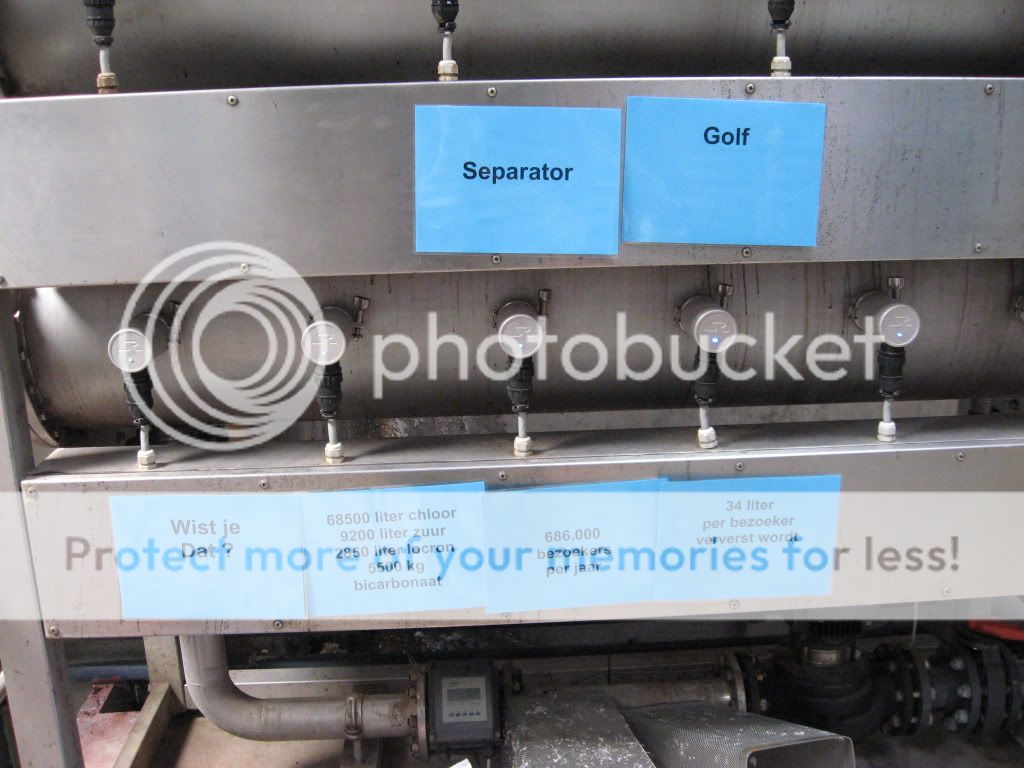 Separator
Golf
photobucket
Wist je
Dat ?
68500 liter chloor
9200 liter zuur
2850 liter locron
5500 kg
bicarbonaat
686.000
bezoekers
per jaar
34 liter
per bezoeker
ververst wordt
Protect more of your memories for less!